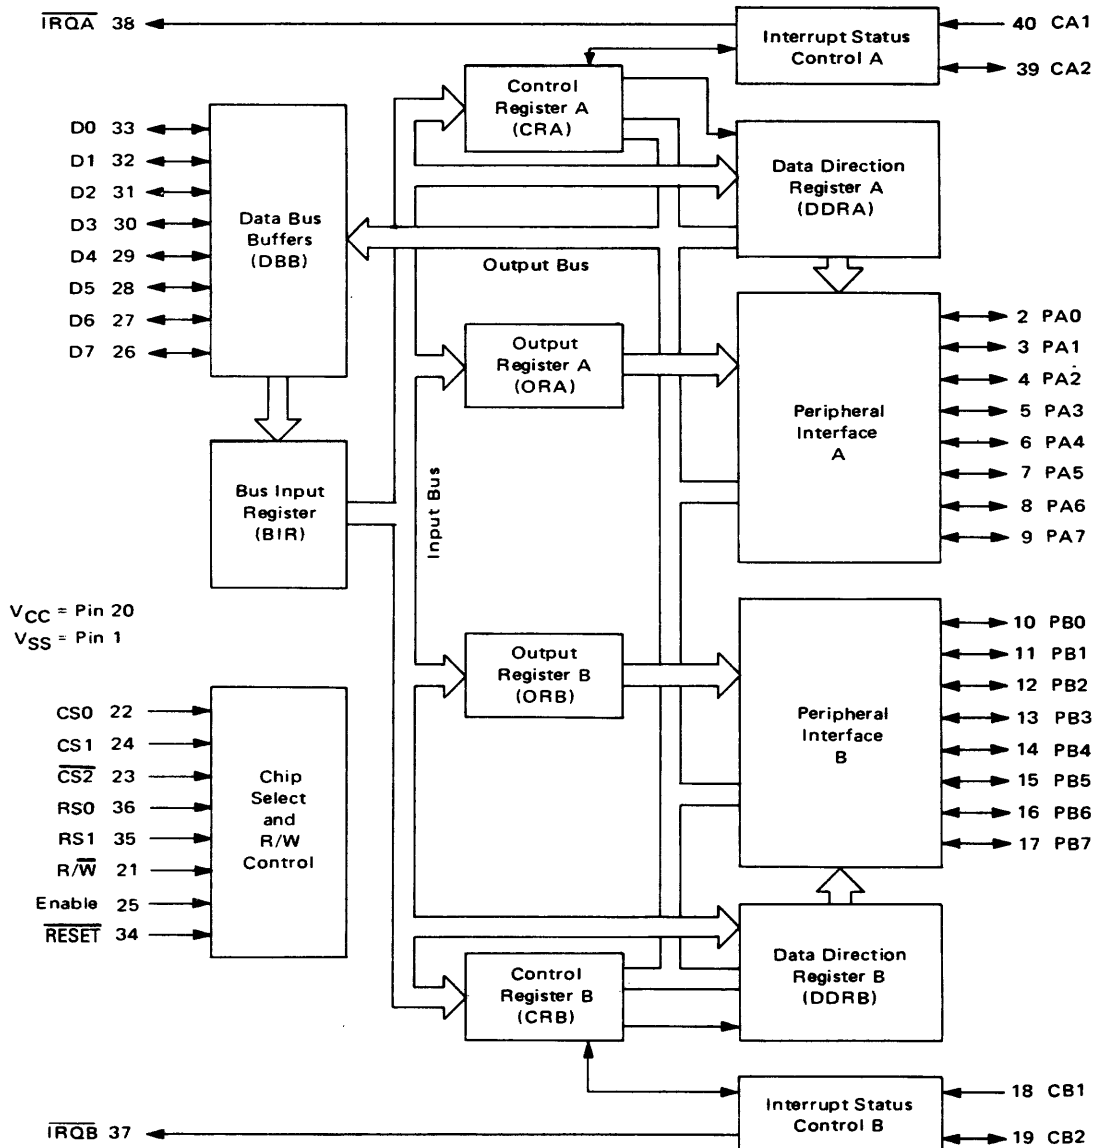 IRQA 38
Interrupt Status
Control A
40 CA1
39 CA2
Control
Register A
(CRA)
D0 33
D1 32
D2 31
D3 30
D4 29
D5 28
D6 27
D7 26
Data Bus
Buffers
(DBB)
Data Direction
Register A
(DDRA)
Output Bus
Output
Register A
(ORA)
Peripheral
Interface
A
2 PA0
3 PA1
4 PA2
5 PA3
6 PA4
7 PA5
8 PA6
9 PA7
Bus Input
Register
(BIR)
Input Bus
VCC = Pin 20
VSS = Pin 1
Output
Register B
(ORB)
Peripheral
Interface
B
10 PB0
11 PB1
12 PB2
13 PB3
14 PB4
15 PB5
16 PB6
17 PB7
CS0 22
CS1 24
CS2 23
RS0 36
RS1 35
R/W 21
Enable 25
RESET 34
Chip
Select
and
R/W
Control
Control
Register B
(CRB)
Data Direction
Register B
(DDRB)
Interrupt Status
Control B
18 CB1
19 CB2
IRQB 37